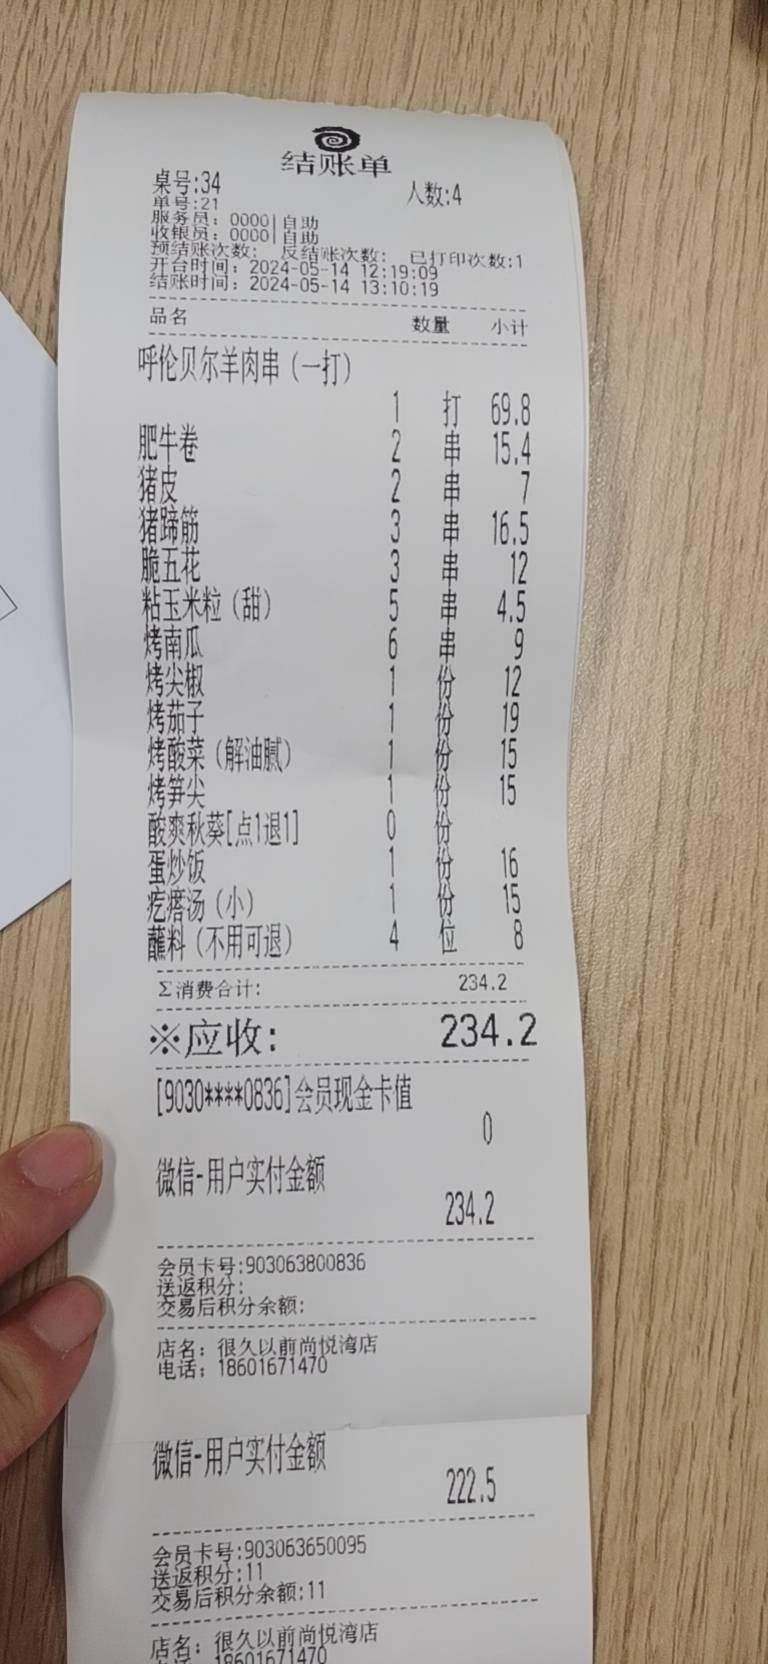 结账单
桌号:34 人数:4
单号:21
服务员: 0000|自助
收银员: 0000|自助
预结账次数: 反结账次数: 已打印次数:1
开台时间: 2024-05-14 12:19:09
结账时间: 2024-05-14 13:10:19
品名 数量 小计
呼伦贝尔羊肉串(一打)
1 打 69.8
肥牛卷 2 串 15.4
猪皮 2 串 7
猪蹄筋 3 串 16.5
脆五花 3 串 12
粘玉米粒(甜) 5 串 4.5
烤南瓜 6 串 9
烤尖椒 1 份 12
烤茄子 1 份 19
烤酸菜(解油腻) 1 份 15
烤笋尖 1 份 15
酸爽秋葵[点1退1] 0 份
蛋炒饭 1 份 16
疙瘩汤(小) 1 份 15
蘸料(不用可退) 4 位 8
Σ消费合计: 234.2
※应收: 234.2
[9030****0836]会员现金卡值
0
微信-用户实付金额
234.2
会员卡号:903063800836
送返积分:
交易后积分余额:
店名: 很久以前尚悦湾店
电话: 18601671470
微信-用户实付金额
222.5
会员卡号:903063650095
送返积分:11
交易后积分余额:11
店名: 很久以前尚悦湾店
18601671470